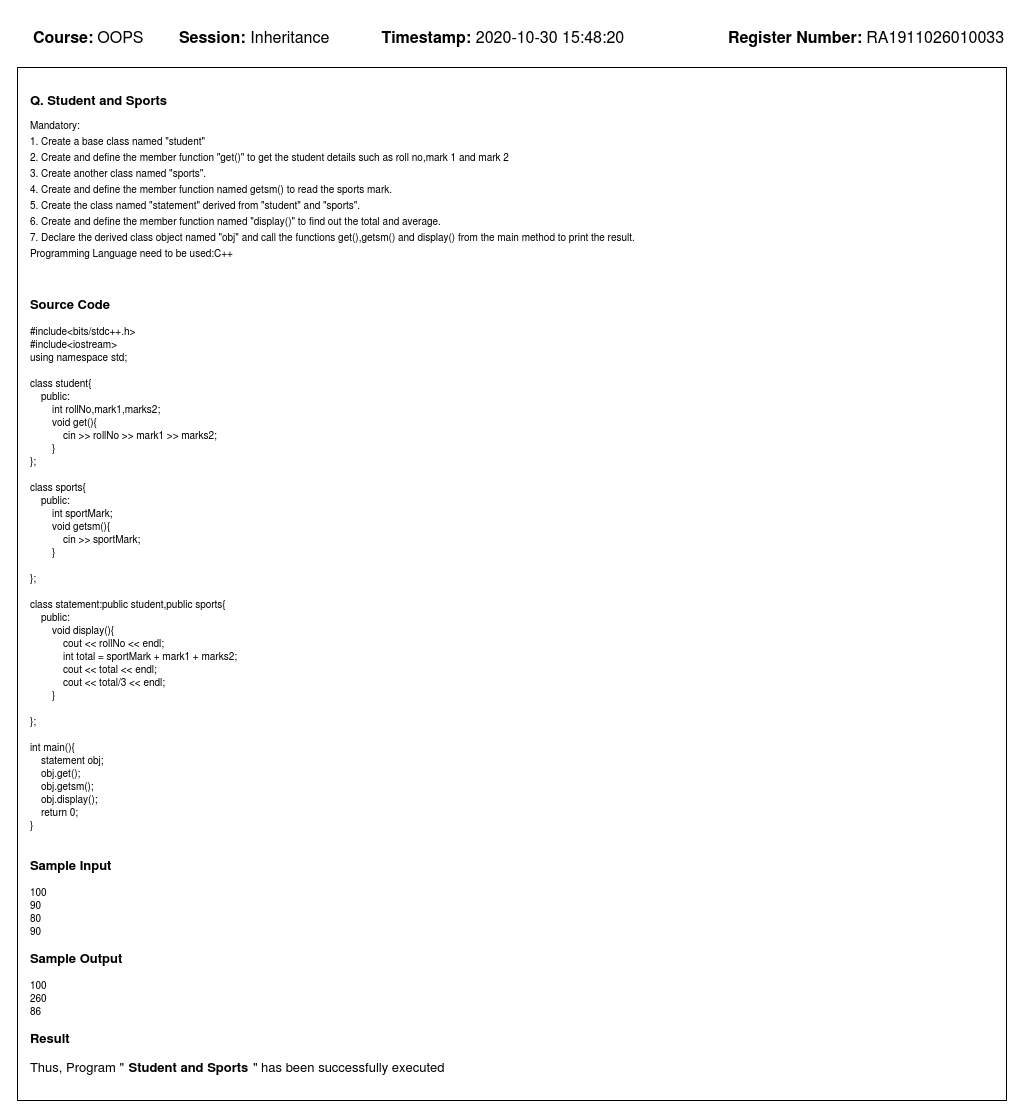 Course: OOPS Session: Inheritance Timestamp: 2020-10-30 15:48:20 Register Number: RA1911026010033
Q. Student and Sports
Mandatory:
1. Create a base class named "student"
2. Create and define the member function "get()" to get the student details such as roll no,mark 1 and mark 2
3. Create another class named "sports".
4. Create and define the member function named getsm() to read the sports mark.
5. Create the class named "statement" derived from "student" and "sports".
6. Create and define the member function named "display()" to find out the total and average.
7. Declare the derived class object named "obj" and call the functions get(),getsm() and display() from the main method to print the result.
Programming Language need to be used:C++
Source Code
#include<bits/stdc++.h>
#include<iostream>
using namespace std;
class student{
public:
int rollNo,mark1,marks2;
void get(){
cin >> rollNo >> mark1 >> marks2;
}
};
class sports{
public:
int sportMark;
void getsm(){
cin >> sportMark;
}
};
class statement:public student,public sports{
public:
void display(){
cout << rollNo << endl;
int total = sportMark + mark1 + marks2;
cout << total << endl;
cout << total/3 << endl;
}
};
int main(){
statement obj;
obj.get();
obj.getsm();
obj.display();
return 0;
}
Sample Input
100
90
80
90
Sample Output
100
260
86
Result
Thus, Program " Student and Sports " has been successfully executed